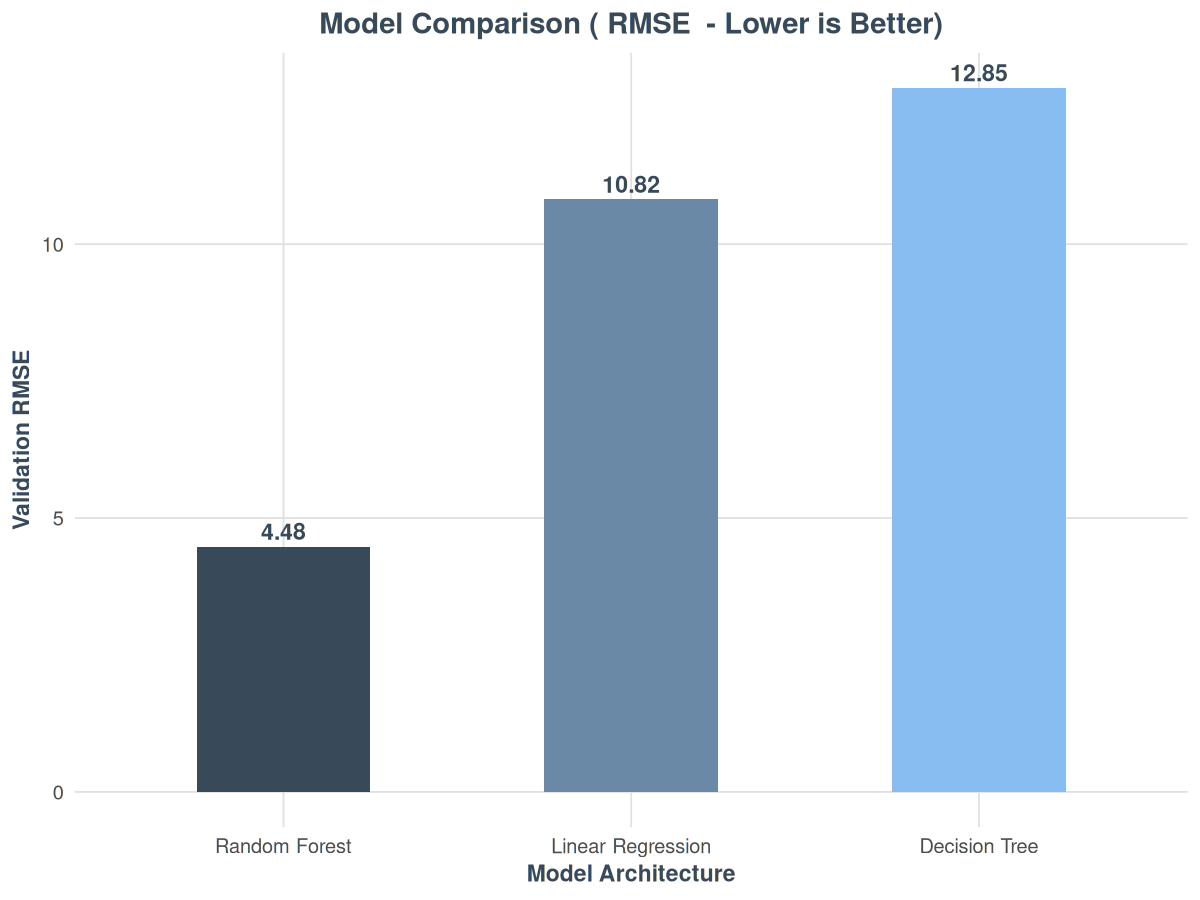 Model Comparison ( RMSE  - Lower is Better)
12.85
10.82
10
Validation RMSE
5
4.48
0
Random Forest
Linear Regression
Decision Tree
Model Architecture